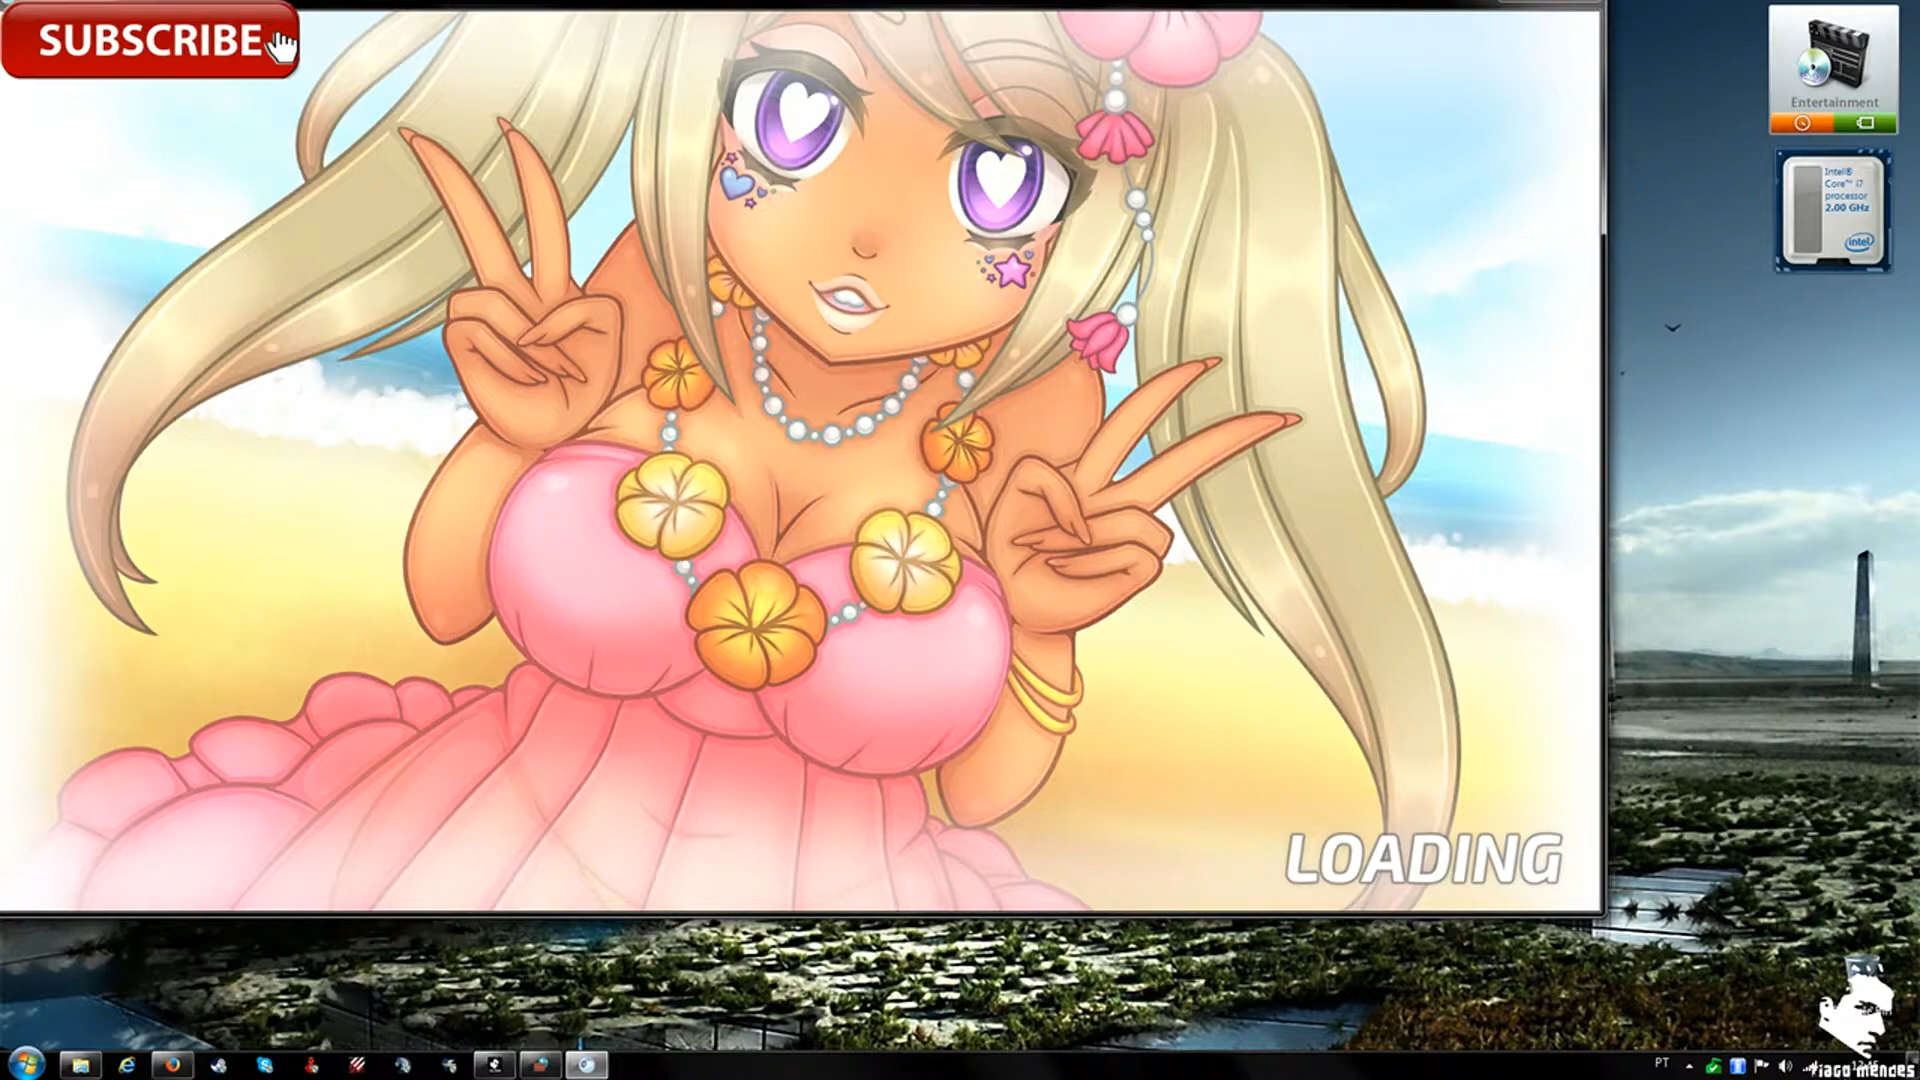 SUBSCRIBE
Entertainment
Intel®
Core™ i7
processor
2.00 GHz
intel
LOADING
PT
Tiago Mendes